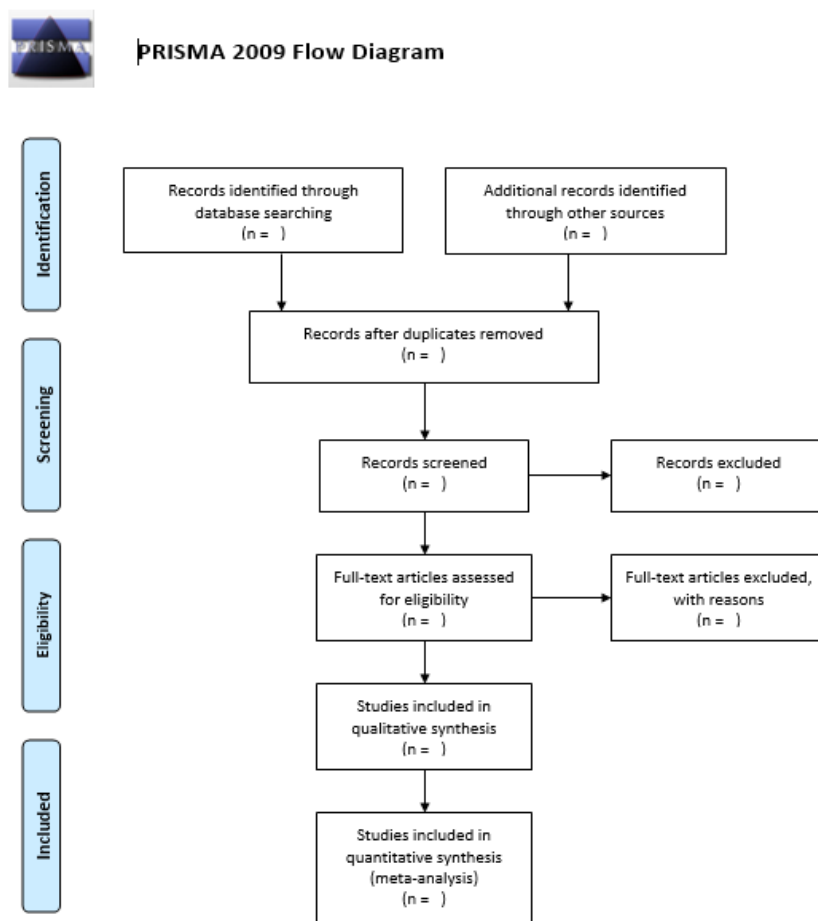 PRISMA
PRISMA 2009 Flow Diagram
Identification
Records identified through
database searching
(n =   )
Additional records identified
through other sources
(n =   )
Records after duplicates removed
(n =   )
Screening
Records screened
(n =   )
Records excluded
(n =   )
Eligibility
Full-text articles assessed
for eligibility
(n =   )
Full-text articles excluded,
with reasons
(n =   )
Studies included in
qualitative synthesis
(n =   )
Included
Studies included in
quantitative synthesis
(meta-analysis)
(n =   )